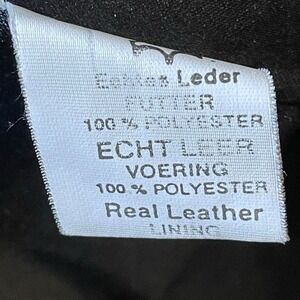 Echtes Leder
FUTTER
100 % POLYESTER
ECHT LEER
VOERING
100 % POLYESTER
Real Leather
LINING